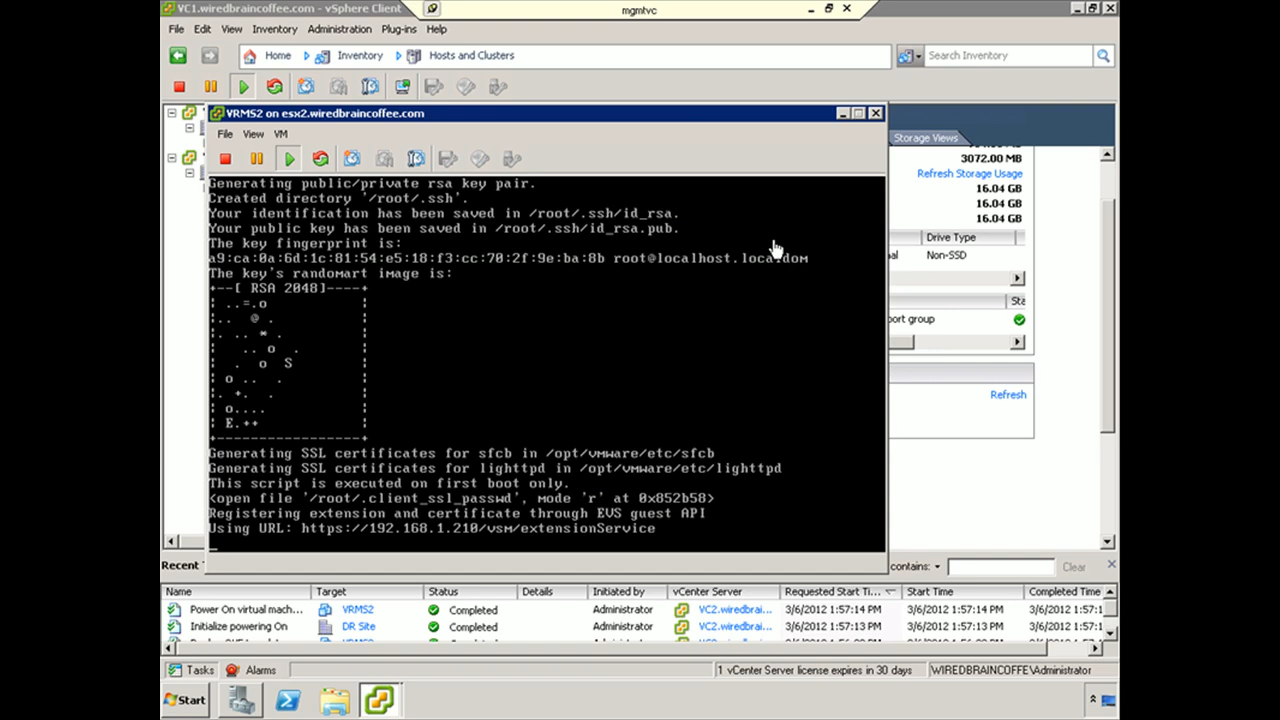 VC1.wiredbraincoffee.com - vSphere Client
mgmtvc
File Edit View Inventory Administration Plug-ins Help
Home Inventory Hosts and Clusters
Search Inventory
VRMS2 on esx2.wiredbraincoffee.com
File View VM
Storage Views
3072.00 MB
Refresh Storage Usage
16.04 GB
16.04 GB
16.04 GB
Drive Type
Non-SSD
port group
Refresh
Generating public/private rsa key pair.
Created directory '/root/.ssh'.
Your identification has been saved in /root/.ssh/id_rsa.
Your public key has been saved in /root/.ssh/id_rsa.pub.
The key fingerprint is:
a9:ca:0a:6d:1c:81:54:e5:18:f3:cc:70:2f:9e:ba:8b root@localhost.localdom
The key's randomart image is:
+--[ RSA 2048]----+
| ..=.o |
|.. @ . |
|. .. * . |
| .. o . |
| . o S |
| o .. . |
|. +. . |
| o.... |
| E.++ |
+-----------------+
Generating SSL certificates for sfcb in /opt/vmware/etc/sfcb
Generating SSL certificates for lighttpd in /opt/vmware/etc/lighttpd
This script is executed on first boot only.
<open file '/root/.client_ssl_passwd', mode 'r' at 0x852b58>
Registering extension and certificate through EVS guest API
Using URL: https://192.168.1.210/vsm/extensionService
Recent
contains: Clear
Name Target Status Details Initiated by vCenter Server Requested Start Ti... Start Time Completed Time
Power On virtual mach... VRMS2 Completed Administrator VC2.wiredbrai... 3/6/2012 1:57:14 PM 3/6/2012 1:57:14 PM 3/6/2012 1:57:1
Initialize powering On DR Site Completed Administrator VC2.wiredbrai... 3/6/2012 1:57:13 PM 3/6/2012 1:57:13 PM 3/6/2012 1:57:1
Tasks Alarms
1 vCenter Server license expires in 30 days WIREDBRAINCOFFE\Administrator
Start